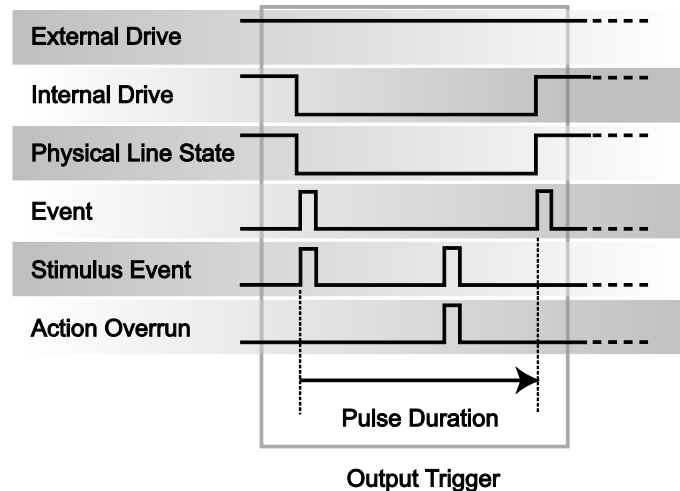 External Drive
Internal Drive
Physical Line State
Event
Stimulus Event
Action Overrun
Pulse Duration
Output Trigger